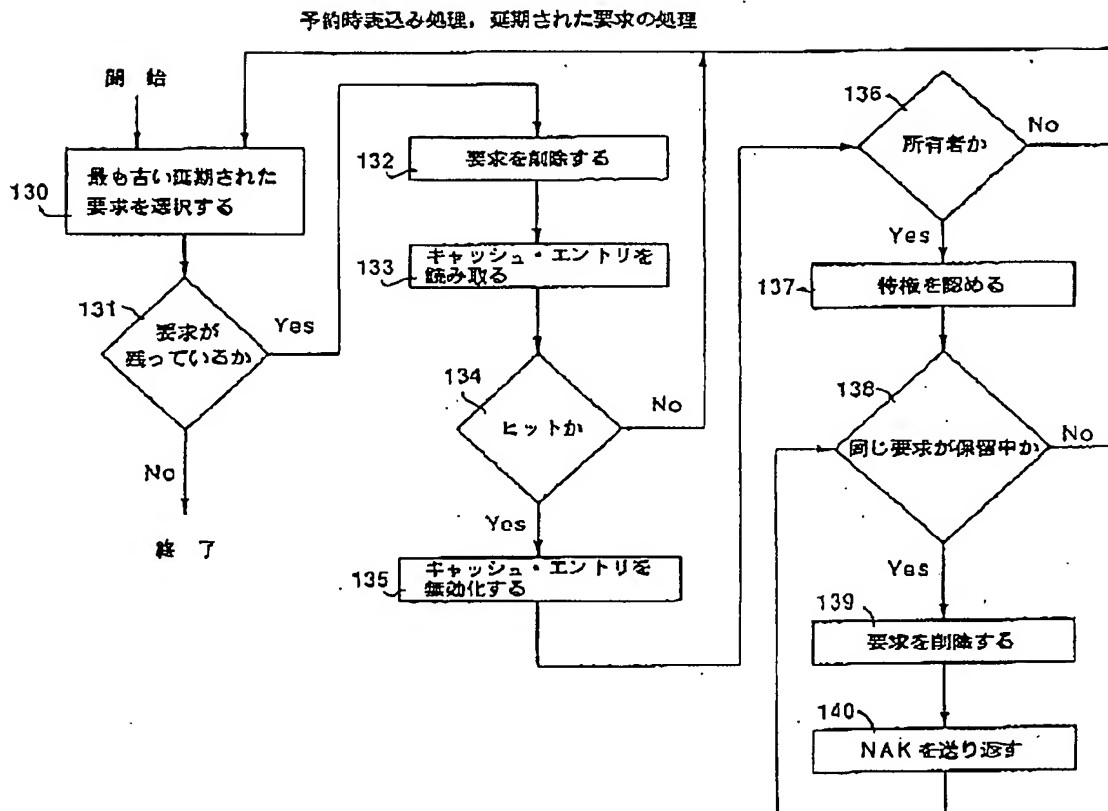 予約時読込み処理，延期された要求の処理
開始
130
最も古い延期された
要求を選択する
131
要求が
残っているか
Yes
No
終了
132
要求を削除する
133
キャッシュ・エントリを
読み取る
134
ヒットか
No
Yes
135
キャッシュ・エントリを
無効化する
136
所有者か
No
Yes
137
特権を認める
138
同じ要求が保留中か
No
Yes
139
要求を削除する
140
NAKを送り返す